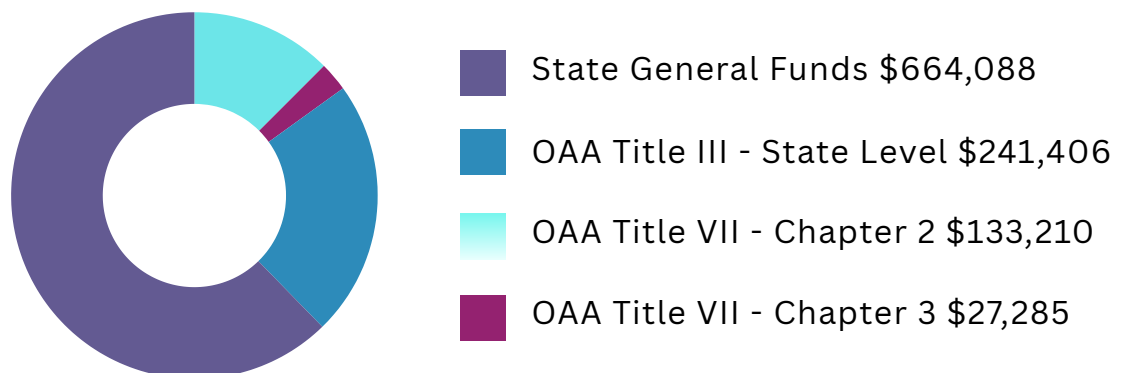 State General Funds $664,088
OAA Title III - State Level $241,406
OAA Title VII - Chapter 2 $133,210
OAA Title VII - Chapter 3 $27,285